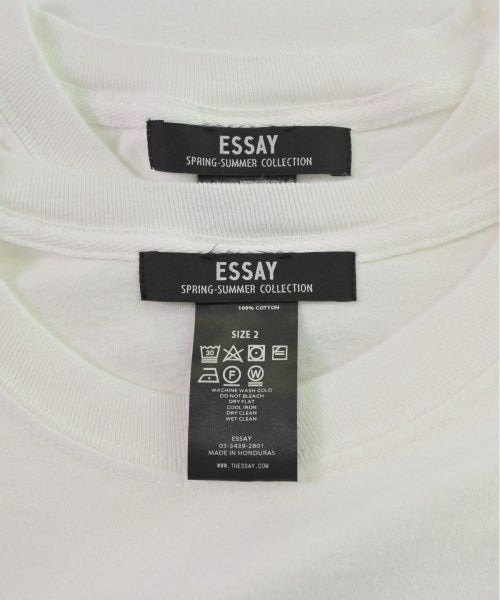 ESSAY
SPRING-SUMMER COLLECTION
ESSAY
SPRING-SUMMER COLLECTION
100% COTTON
SIZE 2
30
F W
MACHINE WASH COLD
DO NOT BLEACH
DRY FLAT
COOL IRON
DRY CLEAN
WET CLEAN
ESSAY
03-3439-2801
MADE IN HONDURAS
WWW.THESSAY.COM